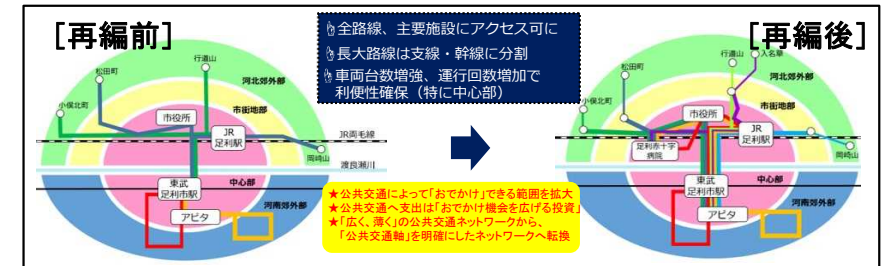 [再編前]
行道山
松田町
河北郊外部
小俣北町
市街地部
市役所
JR
足利駅
JR両毛線
岡崎山
渡良瀬川
東武
足利市駅
中心部
アピタ
河南郊外部
全路線、主要施設にアクセス可に
長大路線は支線・幹線に分割
車両台数増強、運行回数増加で
利便性確保（特に中心部）
★公共交通によって「おでかけ」できる範囲を拡大
★公共交通へ支出は「おでかけ機会を広げる投資」
★「広く、薄く」の公共交通ネットワークから、
「公共交通軸」を明確にしたネットワークへ転換
[再編後]
行道山
入名草
松田町
河北郊外部
小俣北町
市街地部
市役所
JR
足利駅
足利赤十字
病院
岡崎山
東武
足利市駅
中心部
アピタ
河南郊外部